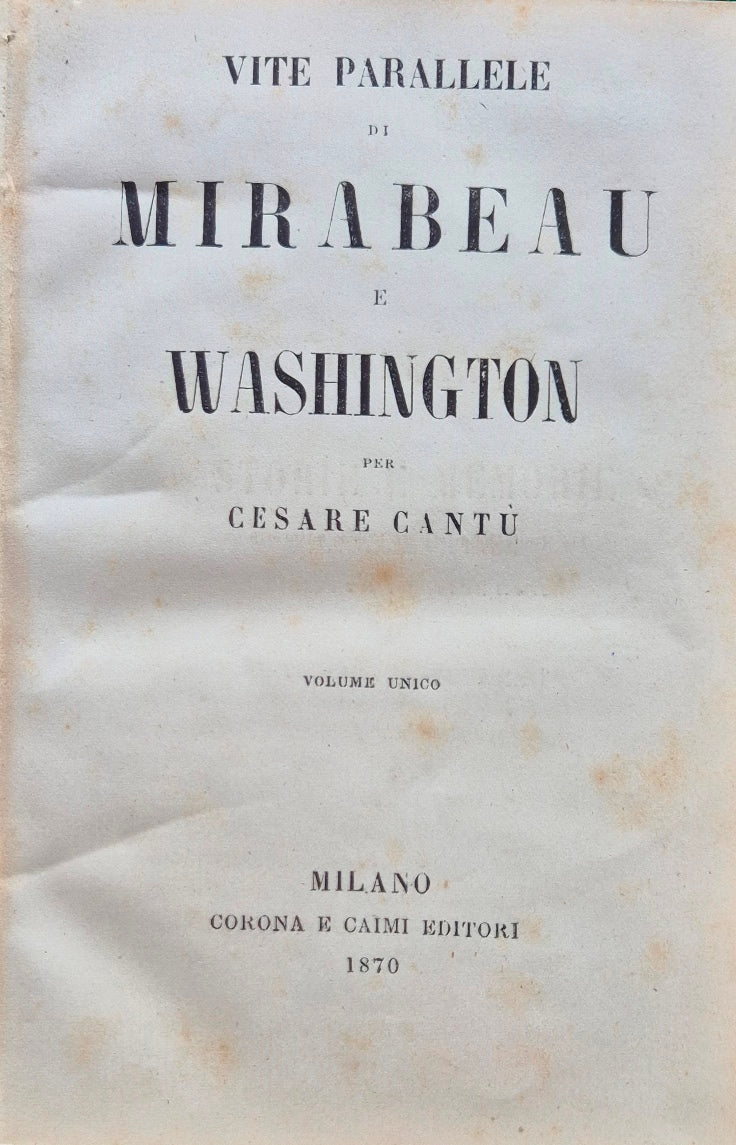 VITE PARALLELE
DI
MIRABEAU
E
WASHINGTON
PER
CESARE CANTÙ
VOLUME UNICO
MILANO
CORONA E CAIMI EDITORI
1870